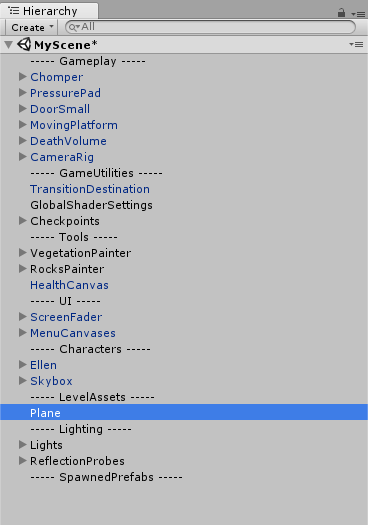 Hierarchy
Create All
MyScene*
----- Gameplay -----
Chomper
PressurePad
DoorSmall
MovingPlatform
DeathVolume
CameraRig
----- GameUtilities -----
TransitionDestination
GlobalShaderSettings
Checkpoints
----- Tools -----
VegetationPainter
RocksPainter
HealthCanvas
----- UI -----
ScreenFader
MenuCanvases
----- Characters -----
Ellen
Skybox
----- LevelAssets -----
Plane
----- Lighting -----
Lights
ReflectionProbes
----- SpawnedPrefabs -----